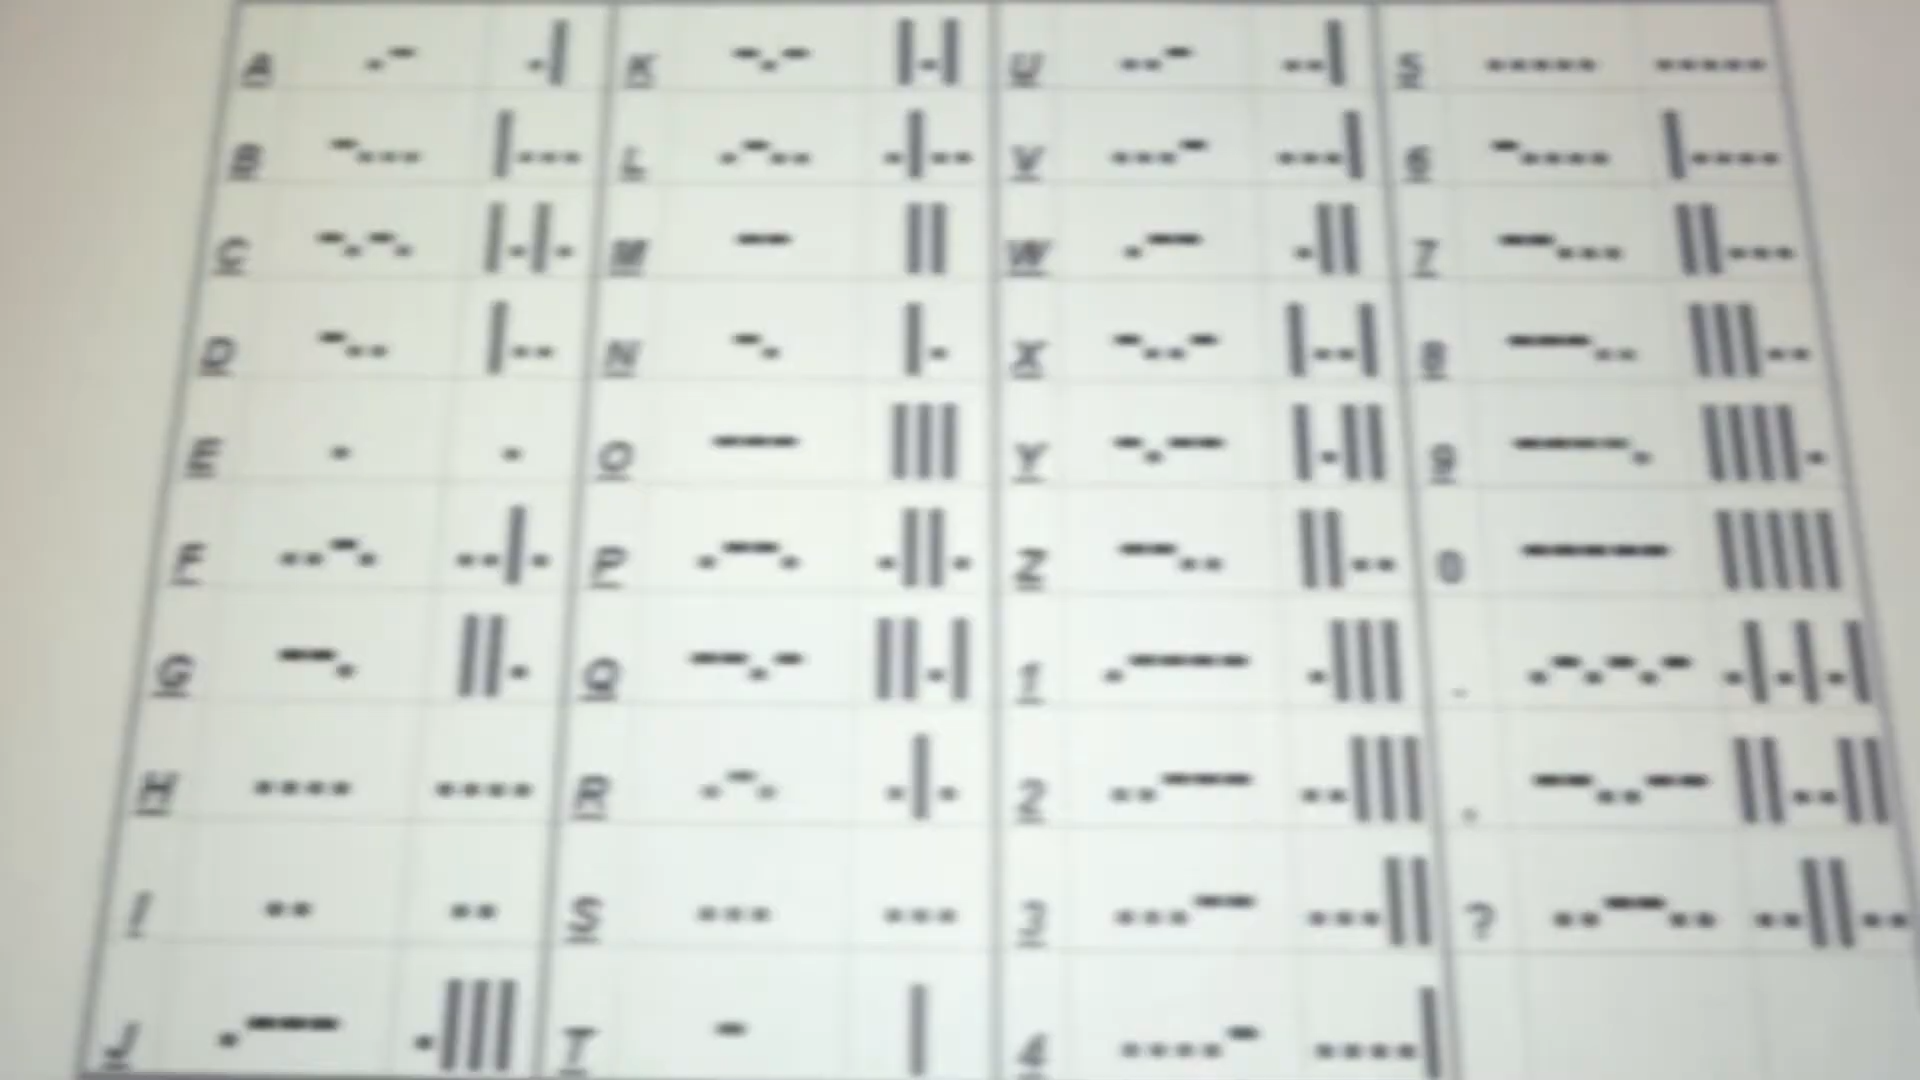 A .- .| K -.- |.| U ..- ..| 5 ..... .....
B -... |... L .-.. .|.. V ...- ...| 6 -.... |....
C -.-. |.|. M -- || W .-- .|| 7 --... ||...
D -.. |.. N -. |. X -..- |..| 8 ---.. |||..
E . . O --- ||| Y -.-- |.|| 9 ----. ||||.
F ..-. ..|. P .--. .||. Z --.. ||.. 0 ----- |||||
G --. ||. Q --.- ||.| 1 .---- .||| . .-.-.- .|.|.|
H .... .... R .-. .|. 2 ..--- ..||| , --..-- ||..||
I .. .. S ... ... 3 ...-- ...|| ? ..--.. ..||..
J .--- .||| T - | 4 ....- ....|